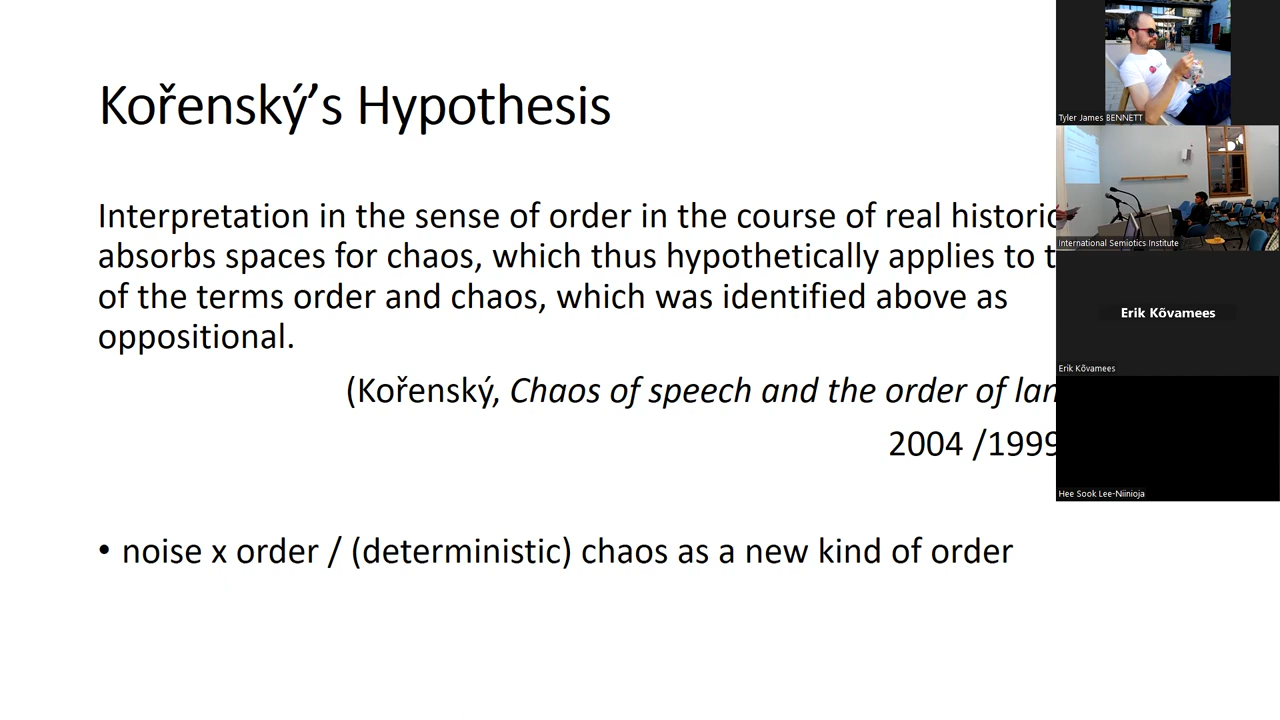 Kořenský’s Hypothesis
Interpretation in the sense of order in the course of real
absorbs spaces for chaos, which thus hypothetically applies to
of the terms order and chaos, which was identified above as
oppositional.
(Kořenský, Chaos of speech and the order of
2004 /1999
• noise x order / (deterministic) chaos as a new kind of order
Tyler James BENNETT
International Semiotics Institute
Erik Kõvamees
Erik Kõvamees
Hee Sook Lee-Niinioja